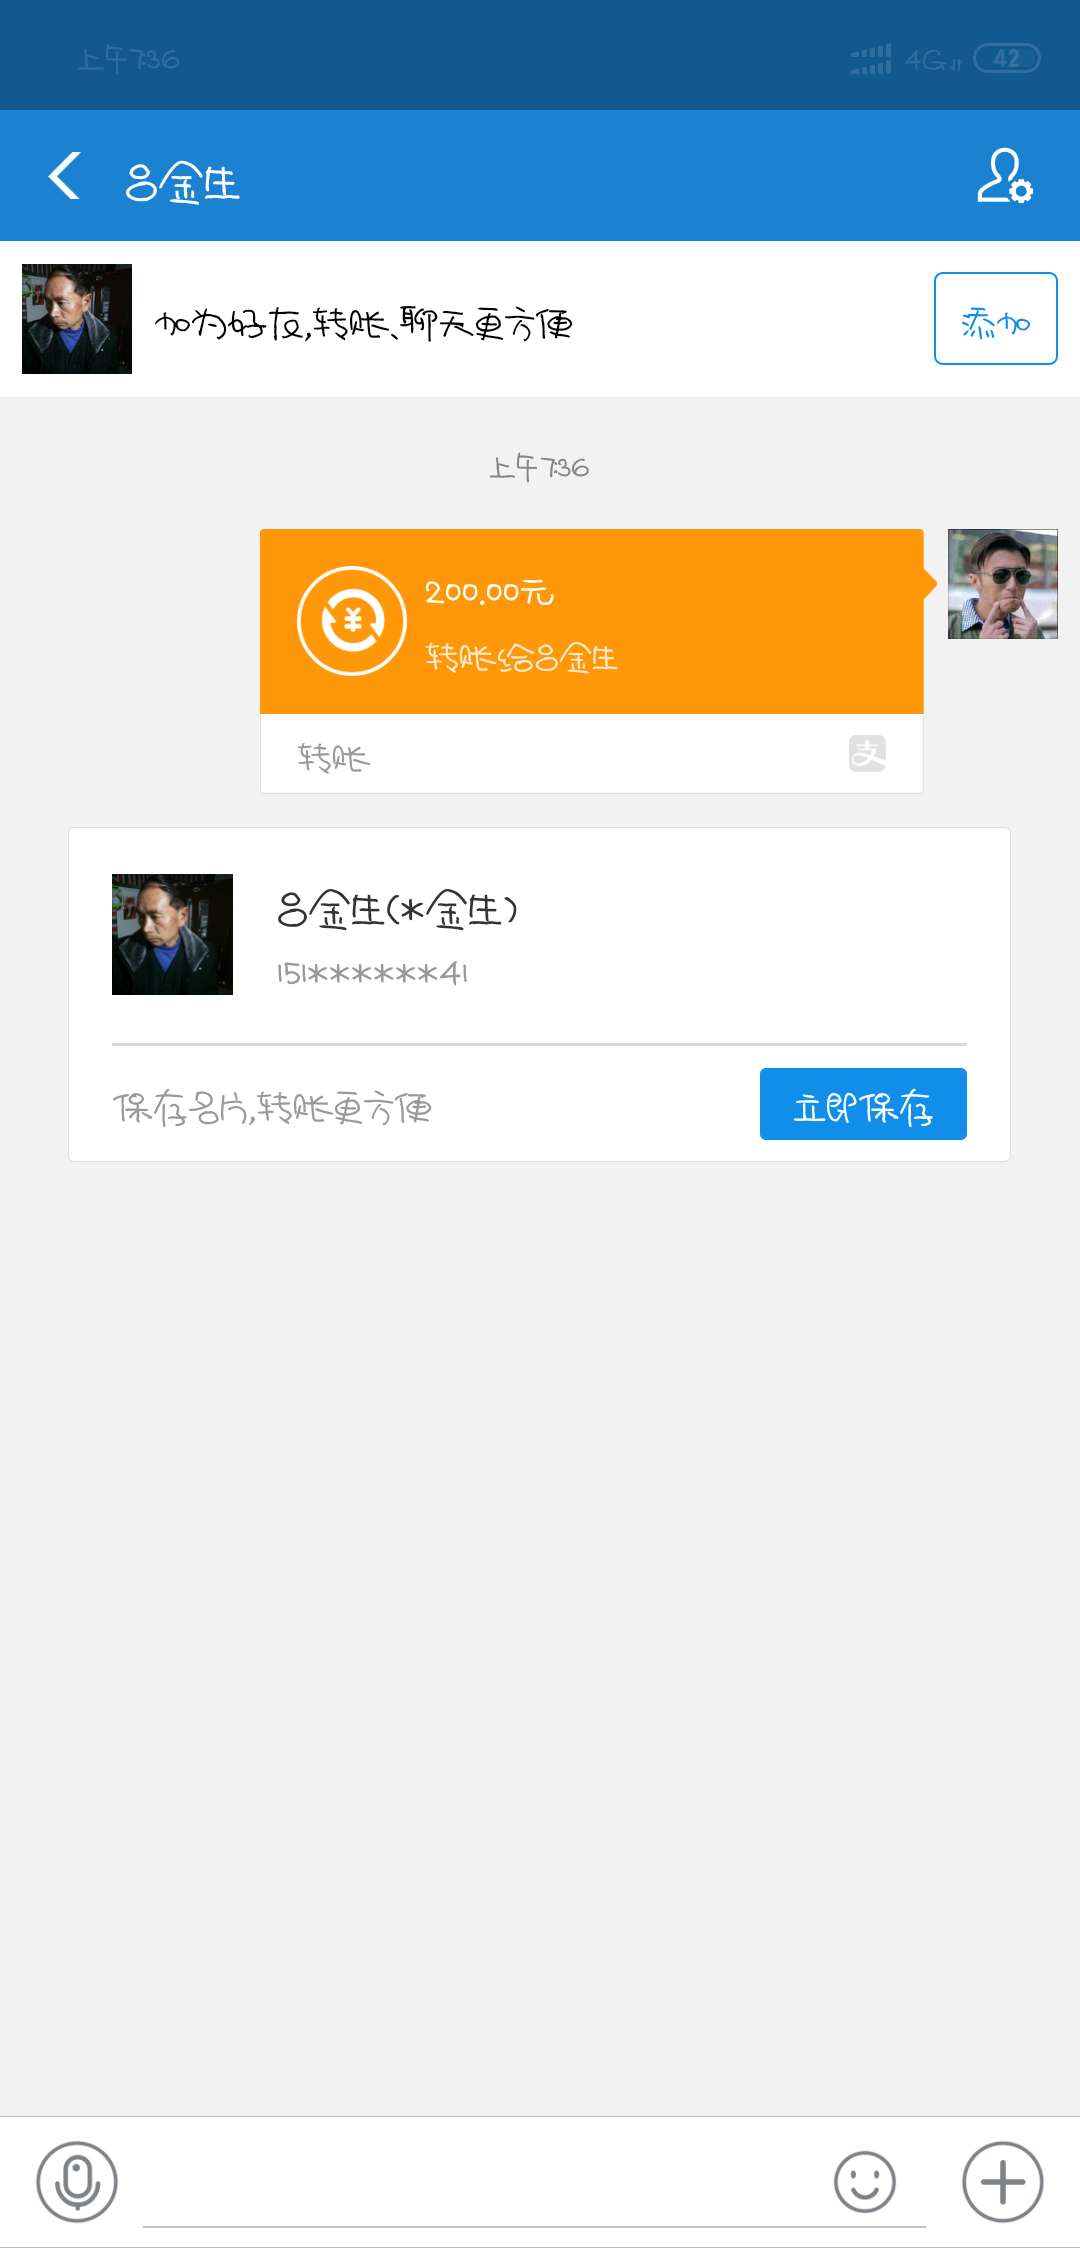 上午7:36
4G 42
吕金生
加为好友,转账、聊天更方便
添加
上午7:36
200.00元
转账给吕金生
转账
支
吕金生(*金生)
151******41
保存名片,转账更方便
立即保存